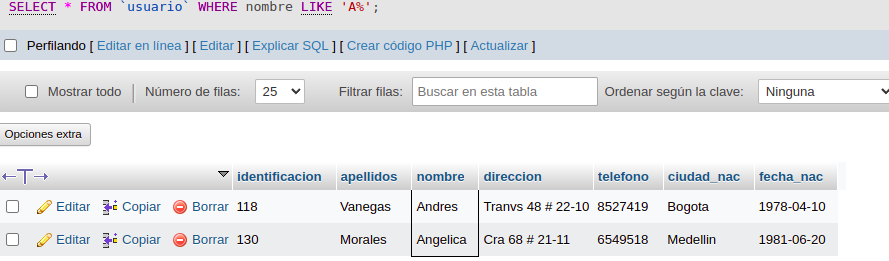 SELECT * FROM `usuario` WHERE nombre LIKE 'A%';
Perfilando [ Editar en línea ] [ Editar ] [ Explicar SQL ] [ Crear código PHP ] [ Actualizar ]
Mostrar todo Número de filas: 25 Filtrar filas: Buscar en esta tabla Ordenar según la clave: Ninguna
Opciones extra
←T→ identificacion apellidos nombre direccion telefono ciudad_nac fecha_nac
Editar Copiar Borrar 118 Vanegas Andres Tranvs 48 # 22-10 8527419 Bogota 1978-04-10
Editar Copiar Borrar 130 Morales Angelica Cra 68 # 21-11 6549518 Medellin 1981-06-20